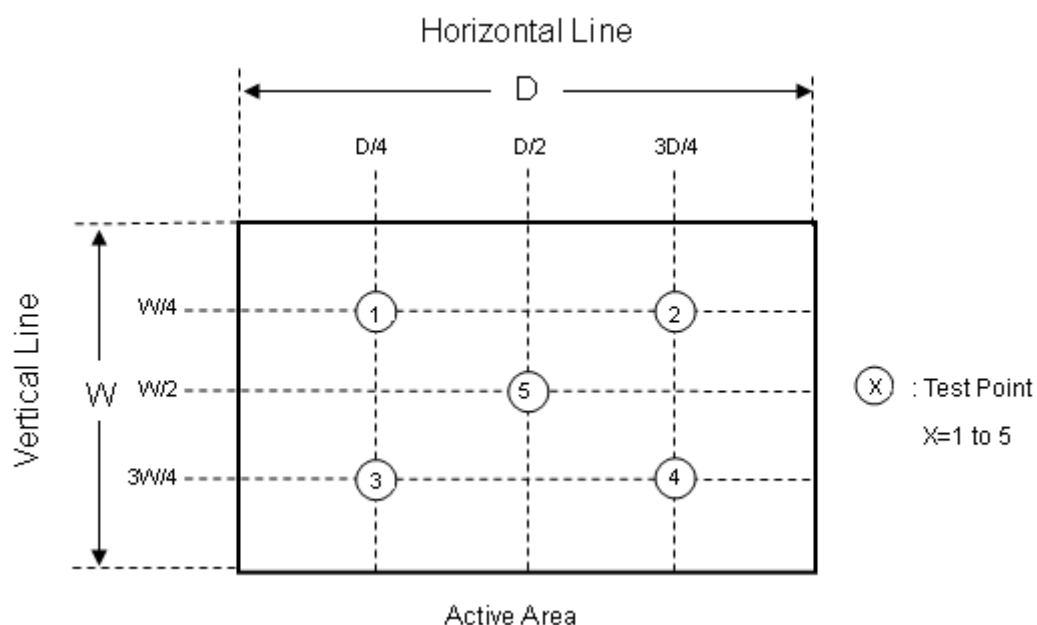 Horizontal Line
D
D/4 D/2 3D/4
W/4 1 2
Vertical Line
W
W/2 5
X : Test Point
X=1 to 5
3W/4 3 4
Active Area